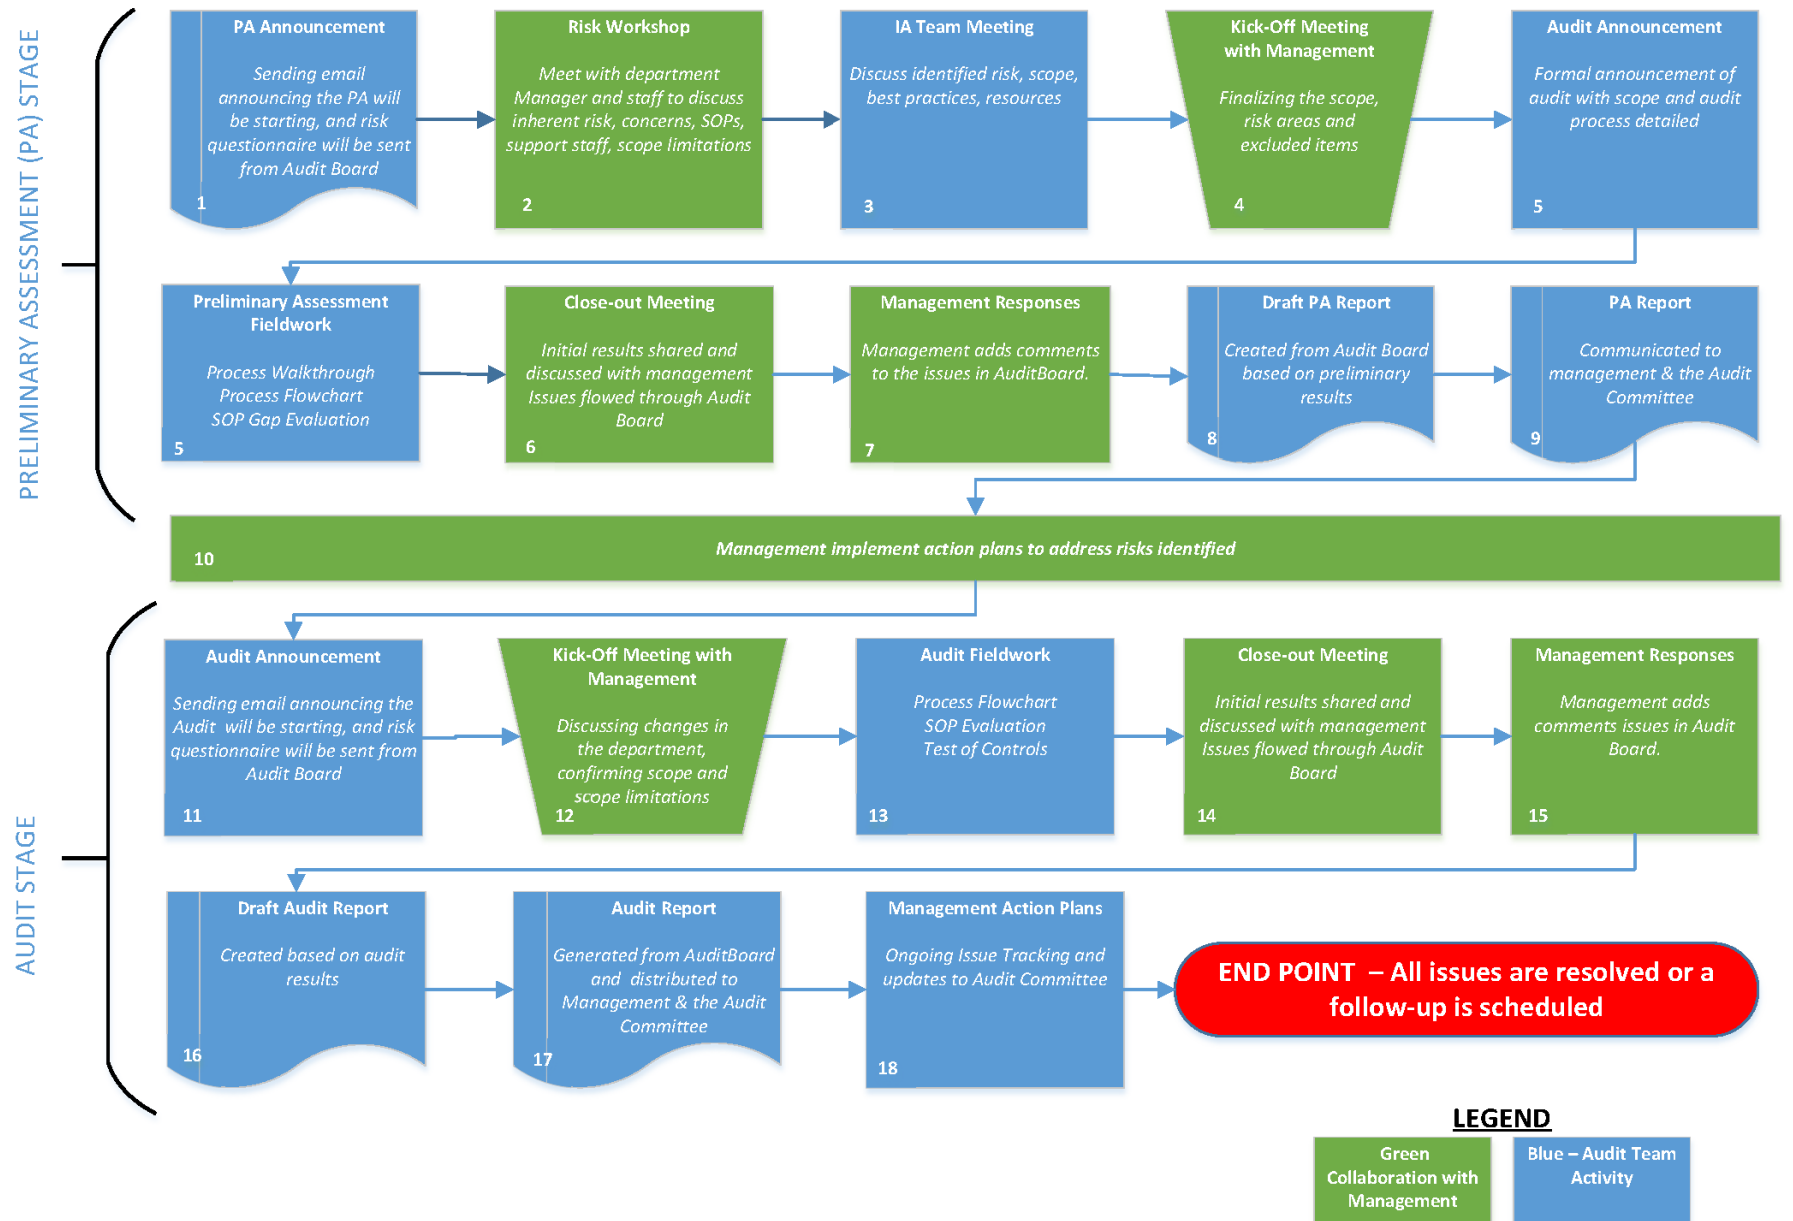 PRELIMINARY ASSESSMENT (PA) STAGE
PA Announcement
Sending email
announcing the PA will
be starting, and risk
questionnaire will be sent
from Audit Board
1
Risk Workshop
Meet with department
Manager and staff to discuss
inherent risk, concerns, SOPs,
support staff, scope limitations
2
IA Team Meeting
Discuss identified risk, scope,
best practices, resources
3
Kick-Off Meeting
with Management
Finalizing the scope,
risk areas and
excluded items
4
Audit Announcement
Formal announcement of
audit with scope and audit
process detailed
5
Preliminary Assessment
Fieldwork
Process Walkthrough
Process Flowchart
SOP Gap Evaluation
5
Close-out Meeting
Initial results shared and
discussed with management
Issues flowed through Audit
Board
6
Management Responses
Management adds comments
to the issues in AuditBoard.
7
Draft PA Report
Created from Audit Board
based on preliminary
results
8
PA Report
Communicated to
management & the Audit
Committee
9
10
Management implement action plans to address risks identified
AUDIT STAGE
Audit Announcement
Sending email announcing the
Audit will be starting, and risk
questionnaire will be sent from
Audit Board
11
Kick-Off Meeting with
Management
Discussing changes in
the department,
confirming scope and
scope limitations
12
Audit Fieldwork
Process Flowchart
SOP Evaluation
Test of Controls
13
Close-out Meeting
Initial results shared and
discussed with management
Issues flowed through Audit
Board
14
Management Responses
Management adds
comments issues in Audit
Board.
15
Draft Audit Report
Created based on audit
results
16
Audit Report
Generated from AuditBoard
and distributed to
Management & the Audit
Committee
17
Management Action Plans
Ongoing Issue Tracking and
updates to Audit Committee
18
END POINT – All issues are resolved or a
follow-up is scheduled
LEGEND
Green
Collaboration with
Management
Blue – Audit Team
Activity